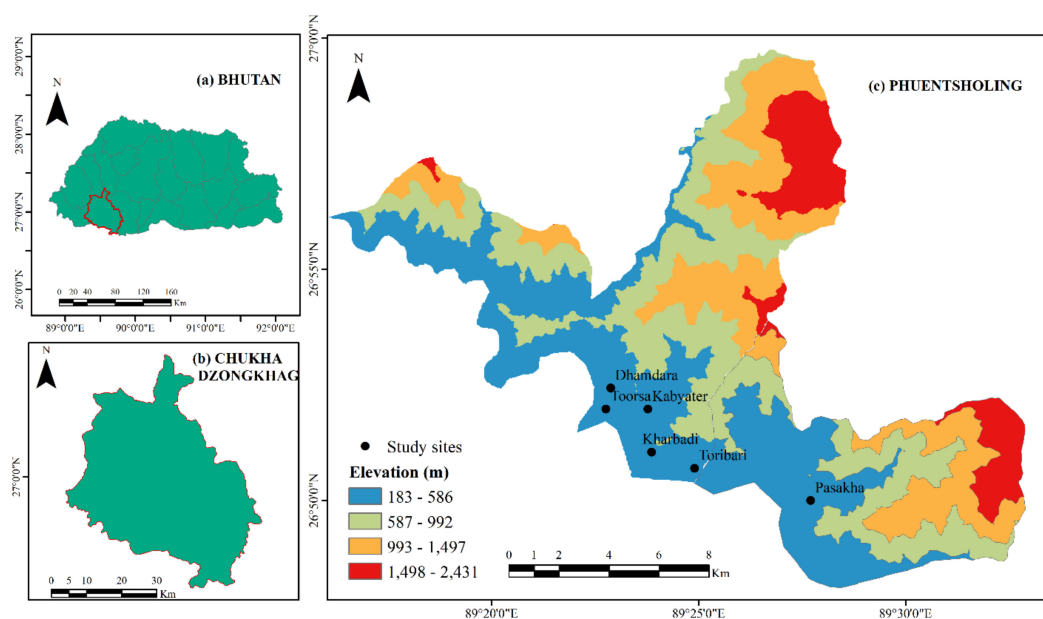 (a) BHUTAN
N
29°0'0"N
28°0'0"N
27°0'0"N
26°0'0"N
0 20 40 80 120 160
Km
89°0'0"E 90°0'0"E 91°0'0"E 92°0'0"E
(b) CHUKHA
DZONGKHAG
N
27°0'0"N
0 5 10 20 30
Km
(c) PHUENTSHOLING
N
27°0'0"N
26°55'0"N
26°50'0"N
Dhamdara
Toorsa Kabyater
Kharbadi
Toribari
Pasakha
Study sites
Elevation (m)
183 - 586
587 - 992
993 - 1,497
1,498 - 2,431
0 1 2 4 6 8
Km
89°20'0"E 89°25'0"E 89°30'0"E